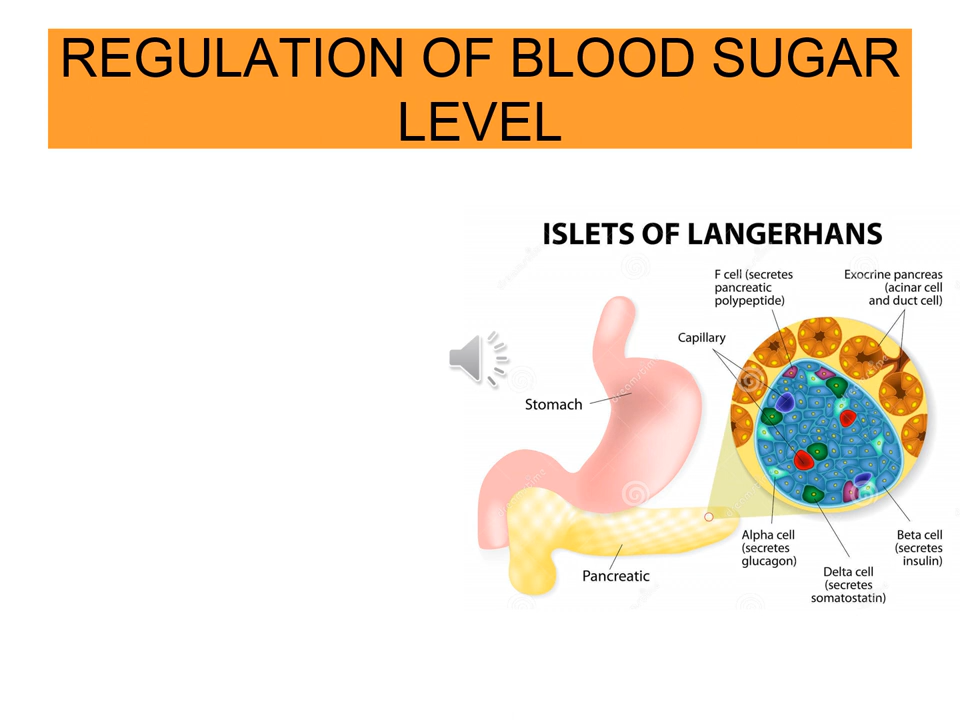 REGULATION OF BLOOD SUGAR
LEVEL
ISLETS OF LANGERHANS
F cell (secretes
pancreatic
polypeptide)
Exocrine pancreas
(acinar cell
and duct cell)
Capillary
Stomach
Pancreatic
Alpha cell
(secretes
glucagon)
Delta cell
(secretes
somatostatin)
Beta cell
(secretes
insulin)